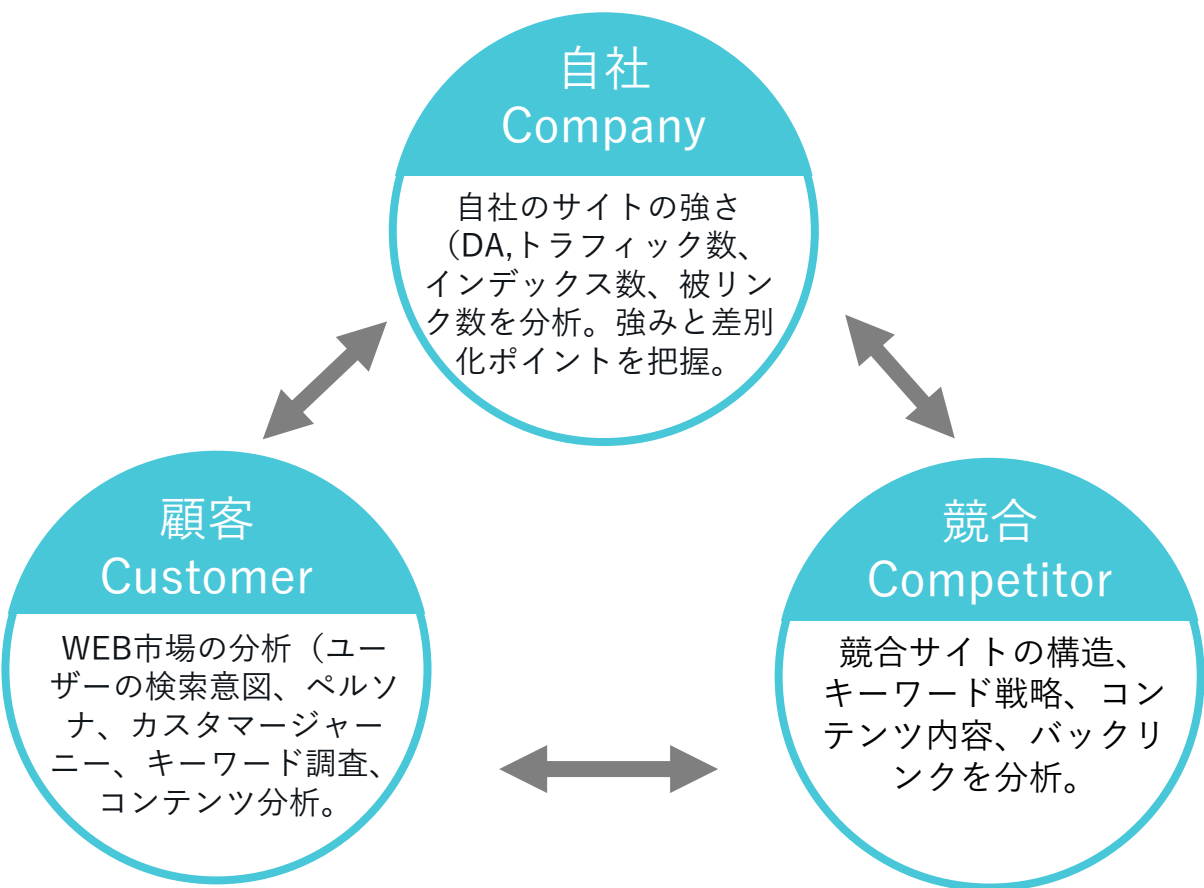 自社
Company
自社のサイトの強さ
（DA,トラフィック数、
インデックス数、被リン
ク数を分析。強みと差別
化ポイントを把握。
顧客
Customer
WEB市場の分析（ユー
ザーの検索意図、ペルソ
ナ、カスタマージャー
ニー、キーワード調査、
コンテンツ分析。
競合
Competitor
競合サイトの構造、
キーワード戦略、コン
テンツ内容、バックリ
ンクを分析。